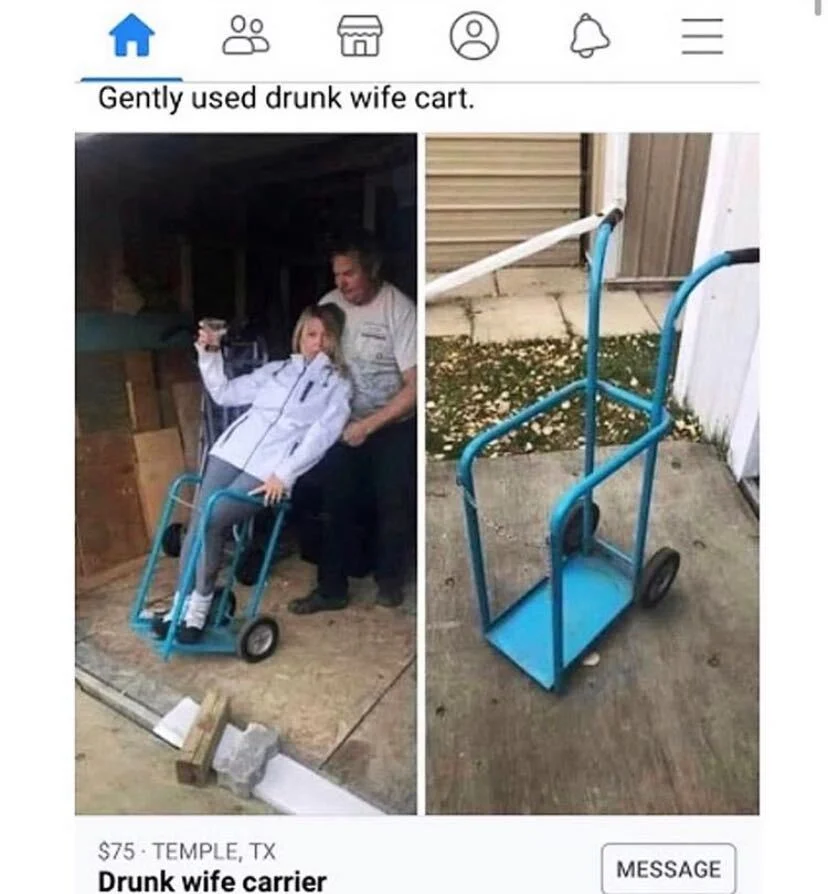 Gently used drunk wife cart.
$75 · TEMPLE, TX
Drunk wife carrier
MESSAGE